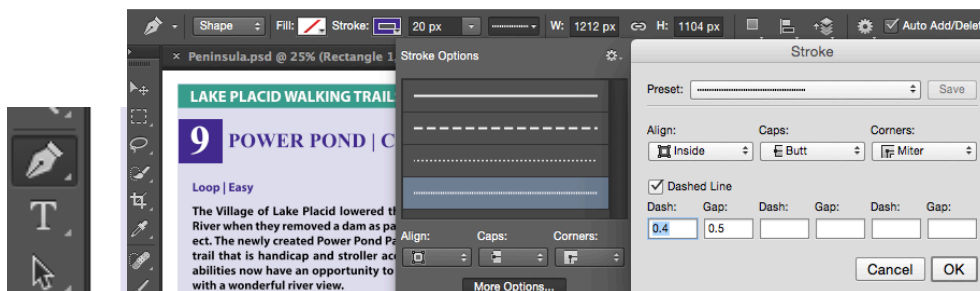 Shape Fill: Stroke: 20 px W: 1212 px H: 1104 px Auto Add/Delet
× Peninsula.psd @ 25% (Rectangle 1
Stroke Options
Stroke
LAKE PLACID WALKING TRAIL
Preset: Save
9 POWER POND | C
Align: Caps: Corners:
Inside Butt Miter
Loop | Easy
Dashed Line
The Village of Lake Placid lowered th
River when they removed a dam as pa
ect. The newly created Power Pond Pa
trail that is handicap and stroller acc
abilities now have an opportunity to
with a wonderful river view.
Dash: Gap: Dash: Gap: Dash: Gap:
0.4 0.5
Align: Caps: Corners:
More Options...
Cancel OK
T